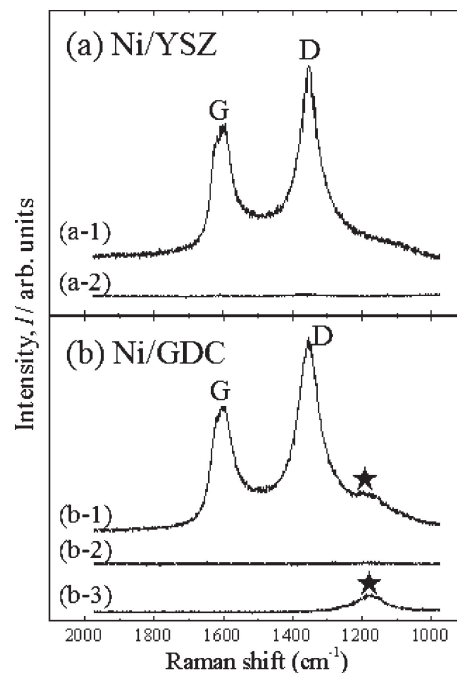 (a) Ni/YSZ
D
G
(a-1)
(a-2)
(b) Ni/GDC
D
G
★
(b-1)
(b-2)
★
(b-3)
Intensity, I / arb. units
2000 1800 1600 1400 1200 1000
Raman shift (cm⁻¹)